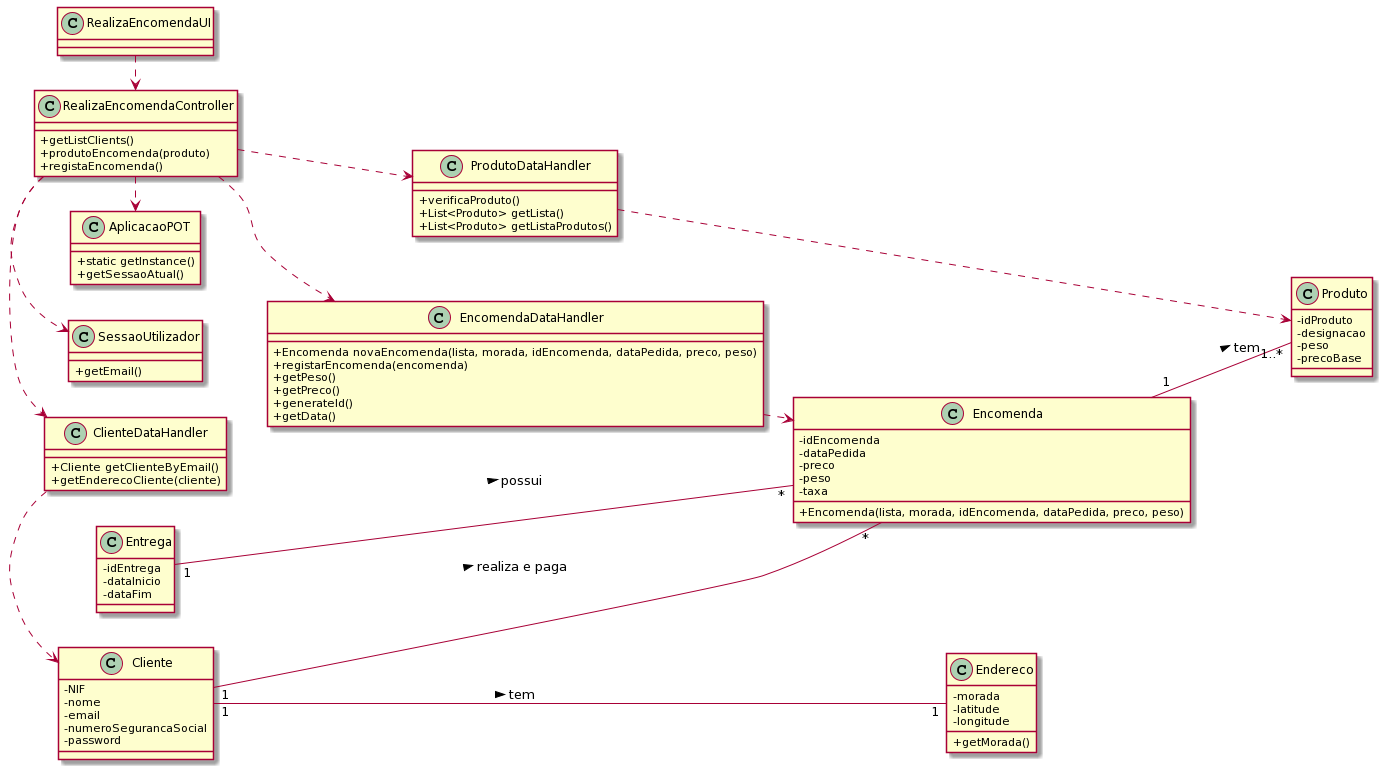 C RealizaEncomendaUI
C RealizaEncomendaController
+getListClients()
+produtoEncomenda(produto)
+registaEncomenda()
C ProdutoDataHandler
+verificaProduto()
+List<Produto> getLista()
+List<Produto> getListaProdutos()
C AplicacaoPOT
+static getInstance()
+getSessaoAtual()
C Produto
-idProduto
-designacao
-peso
-precoBase
C EncomendaDataHandler
+Encomenda novaEncomenda(lista, morada, idEncomenda, dataPedida, preco, peso)
+registarEncomenda(encomenda)
+getPeso()
+getPreco()
+generateId()
+getData()
C SessaoUtilizador
+getEmail()
tem
1..*
1
C Encomenda
-idEncomenda
-dataPedida
-preco
-peso
-taxa
+Encomenda(lista, morada, idEncomenda, dataPedida, preco, peso)
C ClienteDataHandler
+Cliente getClienteByEmail()
+getEnderecoCliente(cliente)
possui
*
C Entrega
-idEntrega
-dataInicio
-dataFim
1
*
realiza e paga
C Cliente
-NIF
-nome
-email
-numeroSegurancaSocial
-password
1
tem
1
1
C Endereco
-morada
-latitude
-longitude
+getMorada()